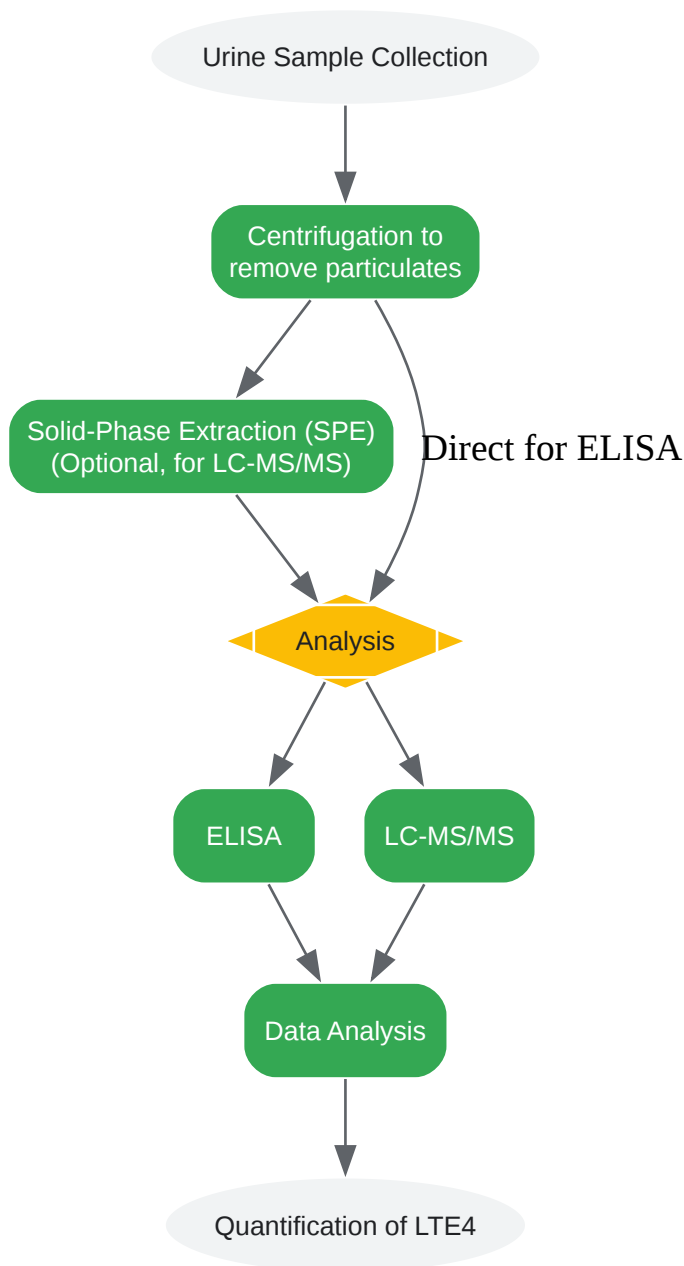 Urine Sample Collection
Centrifugation to
remove particulates
Solid-Phase Extraction (SPE)
(Optional, for LC-MS/MS)
Direct for ELISA
Analysis
ELISA
LC-MS/MS
Data Analysis
Quantification of LTE4